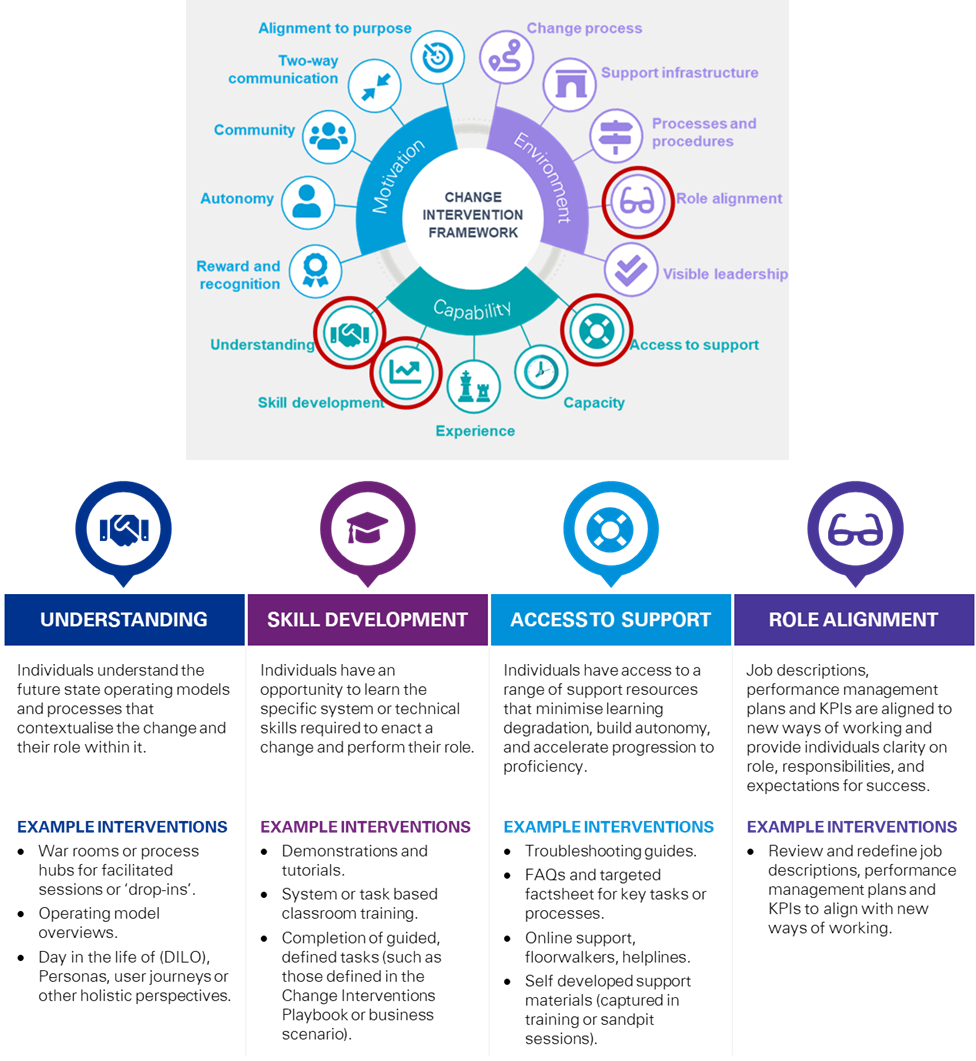 Alignment to purpose
Change process
Two-way
communication
Support infrastructure
Community
Processes and
procedures
Autonomy
Role alignment
Reward and
recognition
Visible leadership
Motivation
Environment
CHANGE
INTERVENTION
FRAMEWORK
Capability
Understanding
Access to support
Skill development
Capacity
Experience
UNDERSTANDING
Individuals understand the
future state operating models
and processes that
contextualise the change and
their role within it.
EXAMPLE INTERVENTIONS
• War rooms or process
hubs for facilitated
sessions or ‘drop-ins’.
• Operating model
overviews.
• Day in the life of (DILO),
Personas, user journeys or
other holistic perspectives.
SKILL DEVELOPMENT
Individuals have an
opportunity to learn the
specific system or technical
skills required to enact a
change and perform their role.
EXAMPLE INTERVENTIONS
• Demonstrations and
tutorials.
• System or task based
classroom training.
• Completion of guided,
defined tasks (such as
those defined in the
Change Interventions
Playbook or business
scenario).
ACCESS TO SUPPORT
Individuals have access to a
range of support resources
that minimise learning
degradation, build autonomy,
and accelerate progression to
proficiency.
EXAMPLE INTERVENTIONS
• Troubleshooting guides.
• FAQs and targeted
factsheet for key tasks or
processes.
• Online support,
floorwalkers, helplines.
• Self developed support
materials (captured in
training or sandpit
sessions).
ROLE ALIGNMENT
Job descriptions,
performance management
plans and KPIs are aligned to
new ways of working and
provide individuals clarity on
role, responsibilities, and
expectations for success.
EXAMPLE INTERVENTIONS
• Review and redefine job
descriptions, performance
management plans and
KPIs to align with new
ways of working.